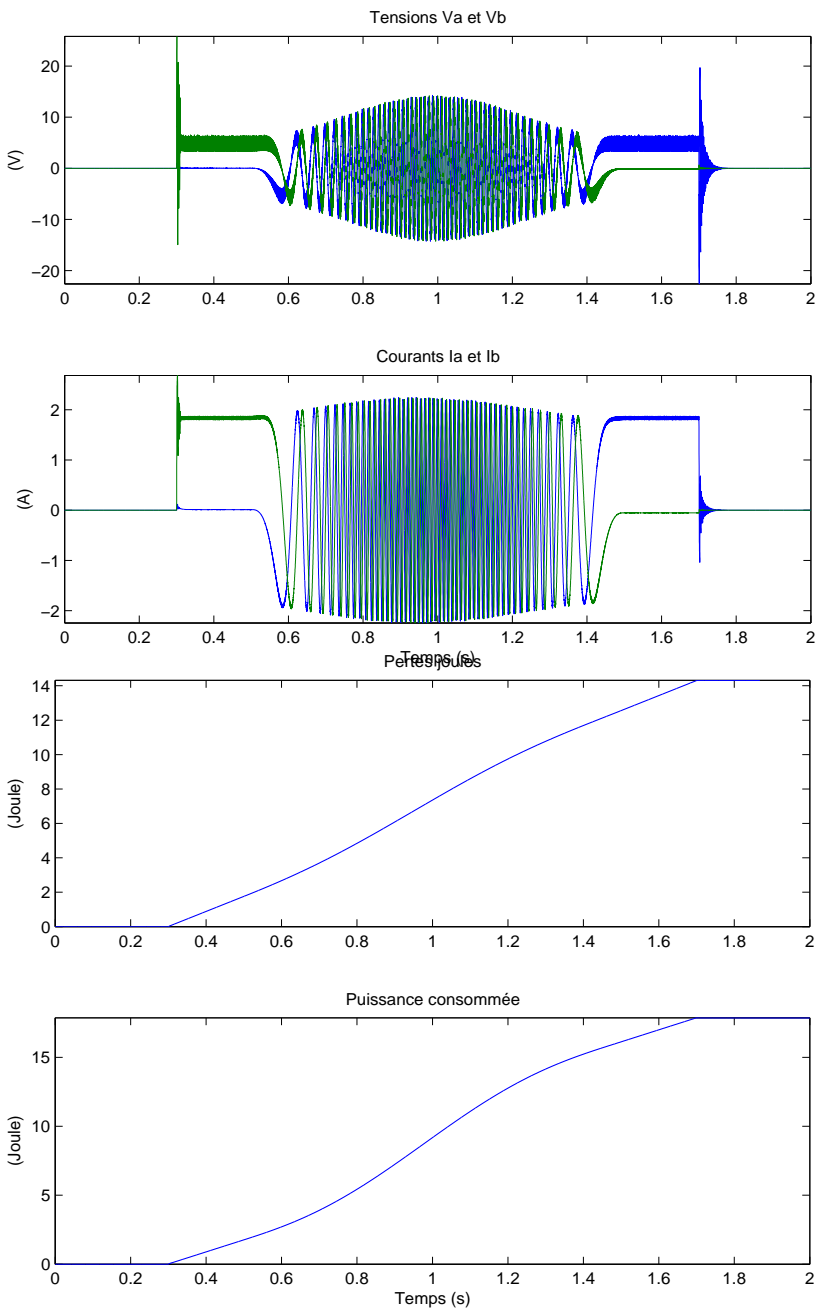 Tensions Va et Vb
20
10
0
−10
−20
(V)
0 0.2 0.4 0.6 0.8 1 1.2 1.4 1.6 1.8 2
Courants Ia et Ib
2
1
0
−1
−2
(A)
0 0.2 0.4 0.6 0.8 1 1.2 1.4 1.6 1.8 2
Temps (s)
Pertes joules
14
12
10
8
6
4
2
0
(Joule)
0 0.2 0.4 0.6 0.8 1 1.2 1.4 1.6 1.8 2
Puissance consommée
15
10
5
0
(Joule)
0 0.2 0.4 0.6 0.8 1 1.2 1.4 1.6 1.8 2
Temps (s)